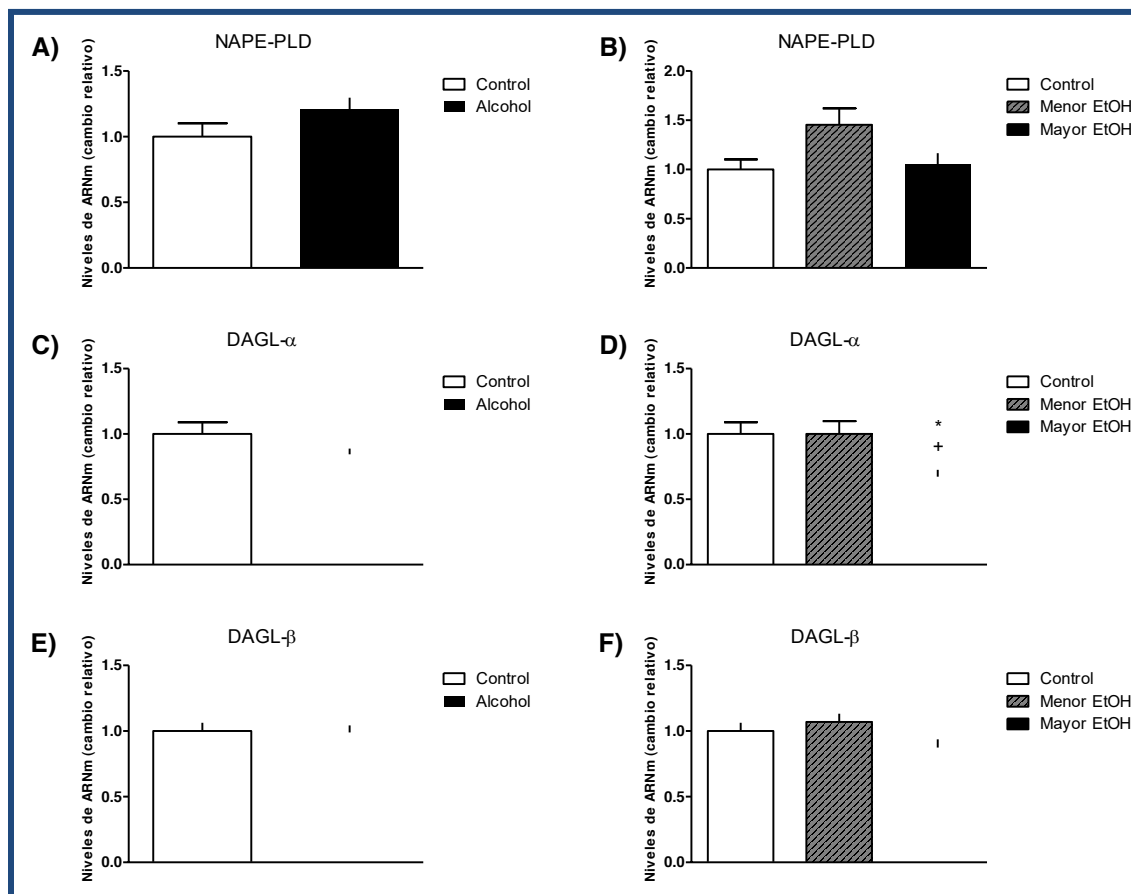 A)
NAPE-PLD
Niveles de ARNm (cambio relativo)
1.5
1.0
0.5
0.0
Control
Alcohol
B)
NAPE-PLD
Niveles de ARNm (cambio relativo)
2.0
1.5
1.0
0.5
0.0
Control
Menor EtOH
Mayor EtOH
C)
DAGL-α
Niveles de ARNm (cambio relativo)
1.5
1.0
0.5
0.0
Control
Alcohol
D)
DAGL-α
Niveles de ARNm (cambio relativo)
1.5
1.0
0.5
0.0
*
+
Control
Menor EtOH
Mayor EtOH
E)
DAGL-β
Niveles de ARNm (cambio relativo)
1.5
1.0
0.5
0.0
Control
Alcohol
F)
DAGL-β
Niveles de ARNm (cambio relativo)
1.5
1.0
0.5
0.0
Control
Menor EtOH
Mayor EtOH